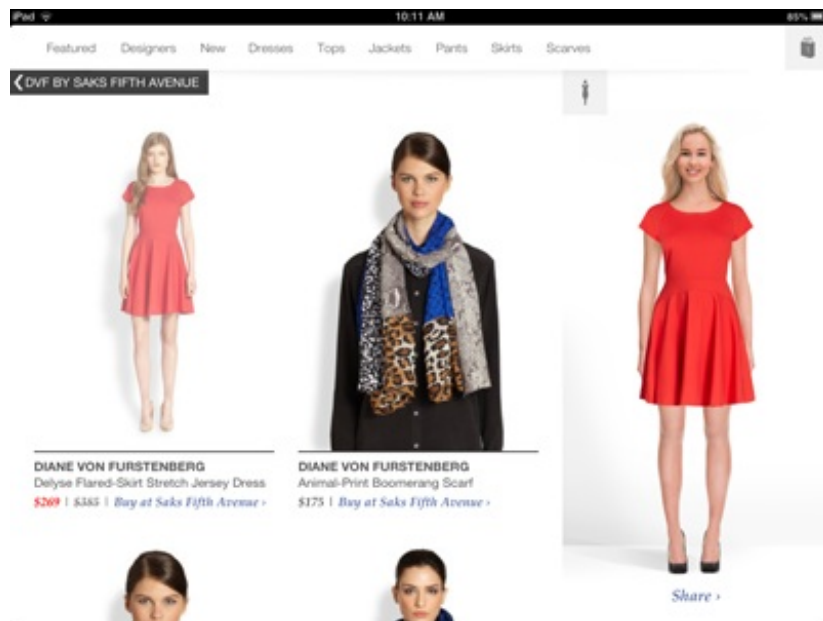 iPad 10:11 AM 85%
Featured Designers New Dresses Tops Jackets Pants Skirts Scarves
DVF BY SAKS FIFTH AVENUE
DIANE VON FURSTENBERG
Delyse Flared-Skirt Stretch Jersey Dress
$269 | $385 | Buy at Saks Fifth Avenue ›
DIANE VON FURSTENBERG
Animal-Print Boomerang Scarf
$175 | Buy at Saks Fifth Avenue ›
Share ›